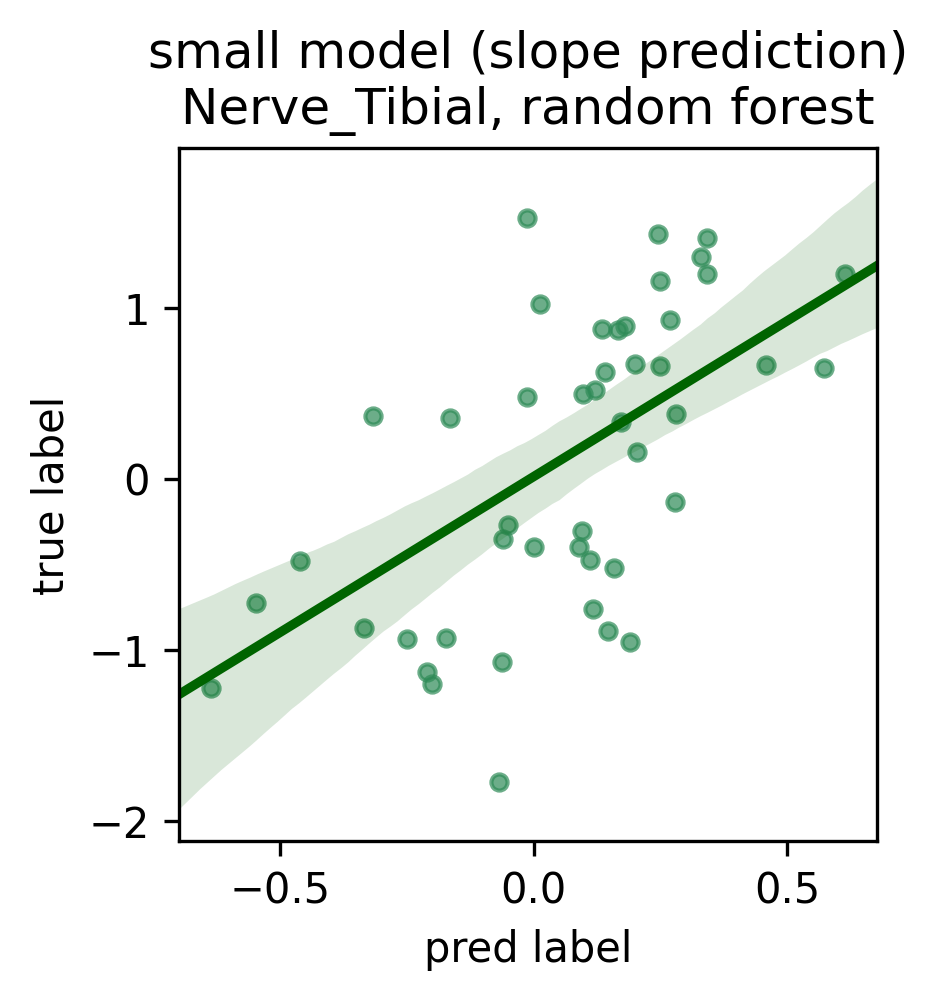 small model (slope prediction)
Nerve_Tibial, random forest
true label
1
0
−1
−2
−0.5
0.0
0.5
pred label